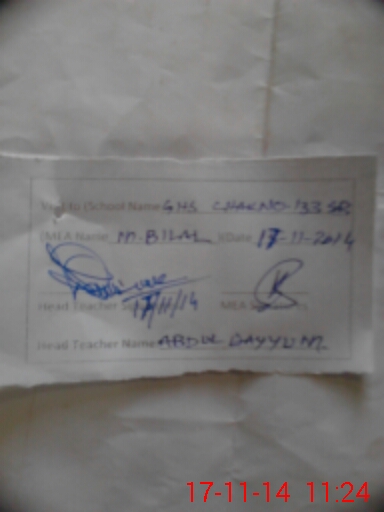 Visit to (School Name GHS CHAK NO. 133 SR.
(MEA Name M. BILAL )(Date 17-11-2014
17/11/14
Head Teacher MEA
Head Teacher Name ABDUL QAYYUM
17-11-14 11:24